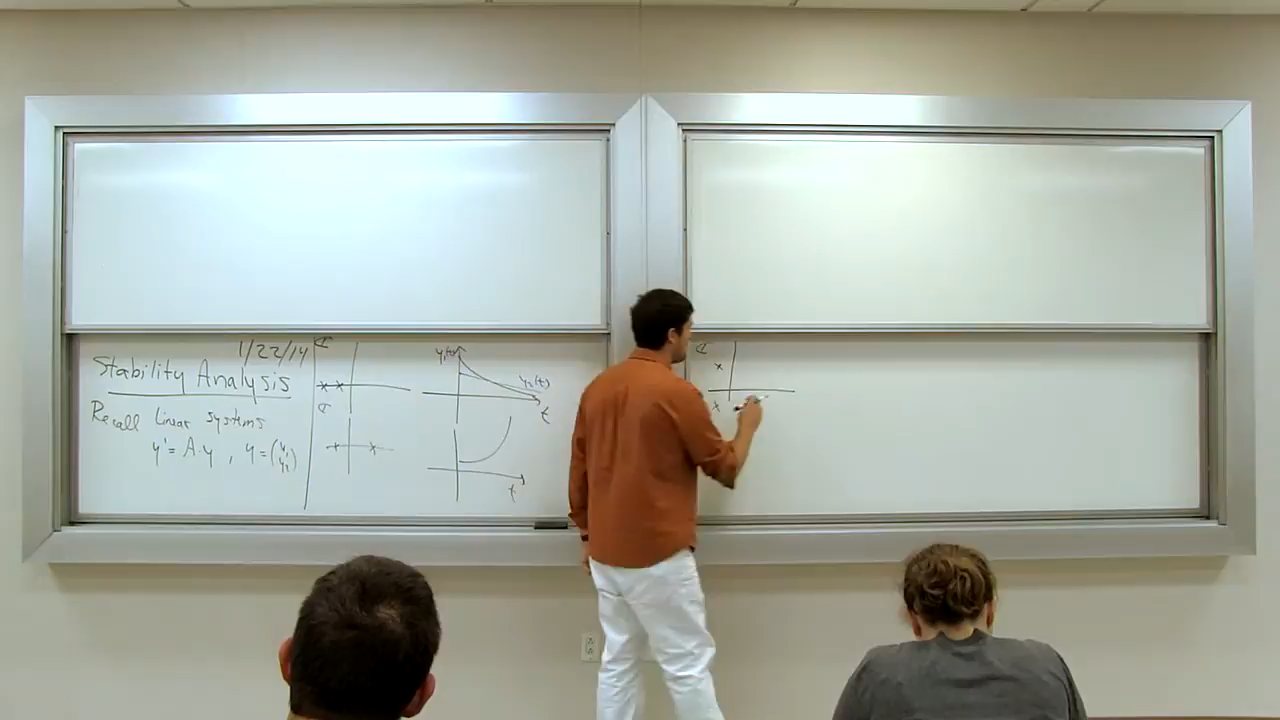 1/22/14
Stability Analysis
Recall Linear Systems
y' = A·y , y = (y₁ y₂)
ℂ
ℂ
y₁(t)
y₂(t)
t
t
ℂ